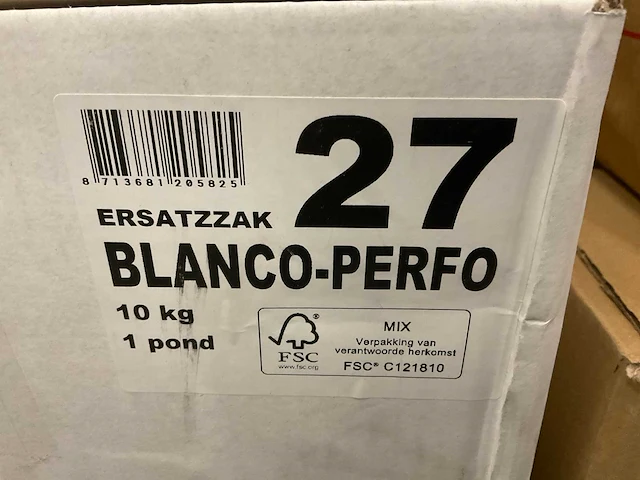 8 713681 205825
27
ERSATZZAK
BLANCO-PERFO
10 kg
1 pond
FSC®
www.fsc.org
MIX
Verpakking van
verantwoorde herkomst
FSC® C121810